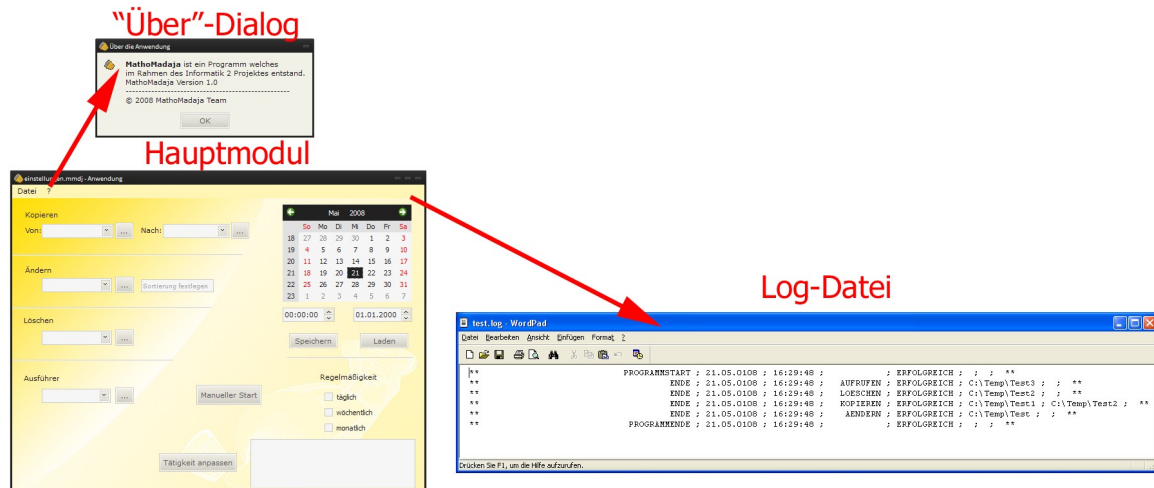 “Über”-Dialog
Über die Anwendung
MathoMadaja ist ein Programm welches
im Rahmen des Informatik 2 Projektes entstand.
MathoMadaja Version 1.0
------------------------------------------------
© 2008 MathoMadaja Team
OK
Hauptmodul
einstellungen.mmdj - Anwendung
Datei ?
Kopieren
Von: ... Nach: ...
Ändern
... Sortierung festlegen
Löschen
...
Ausführer
... Manueller Start
Tätigkeit anpassen
Mai 2008
So Mo Di Mi Do Fr Sa
18 27 28 29 30 1 2 3
19 4 5 6 7 8 9 10
20 11 12 13 14 15 16 17
21 18 19 20 21 22 23 24
22 25 26 27 28 29 30 31
23 1 2 3 4 5 6 7
00:00:00 01.01.2000
Speichern Laden
Regelmäßigkeit
täglich
wöchentlich
monatlich
Log-Datei
test.log - WordPad
Datei Bearbeiten Ansicht Einfügen Format ?
** PROGRAMMSTART ; 21.05.0108 ; 16:29:48 ; ; ERFOLGREICH ; ; ; **
** ENDE ; 21.05.0108 ; 16:29:48 ; AUFRUFEN ; ERFOLGREICH ; C:\Temp\Test3 ; ; **
** ENDE ; 21.05.0108 ; 16:29:48 ; LOESCHEN ; ERFOLGREICH ; C:\Temp\Test2 ; ; **
** ENDE ; 21.05.0108 ; 16:29:48 ; KOPIEREN ; ERFOLGREICH ; C:\Temp\Test1 ; C:\Temp\Test2 ; **
** ENDE ; 21.05.0108 ; 16:29:48 ; AENDERN ; ERFOLGREICH ; C:\Temp\Test ; ; **
** PROGRAMMENDE ; 21.05.0108 ; 16:29:48 ; ; ERFOLGREICH ; ; ; **
Drücken Sie F1, um die Hilfe aufzurufen.